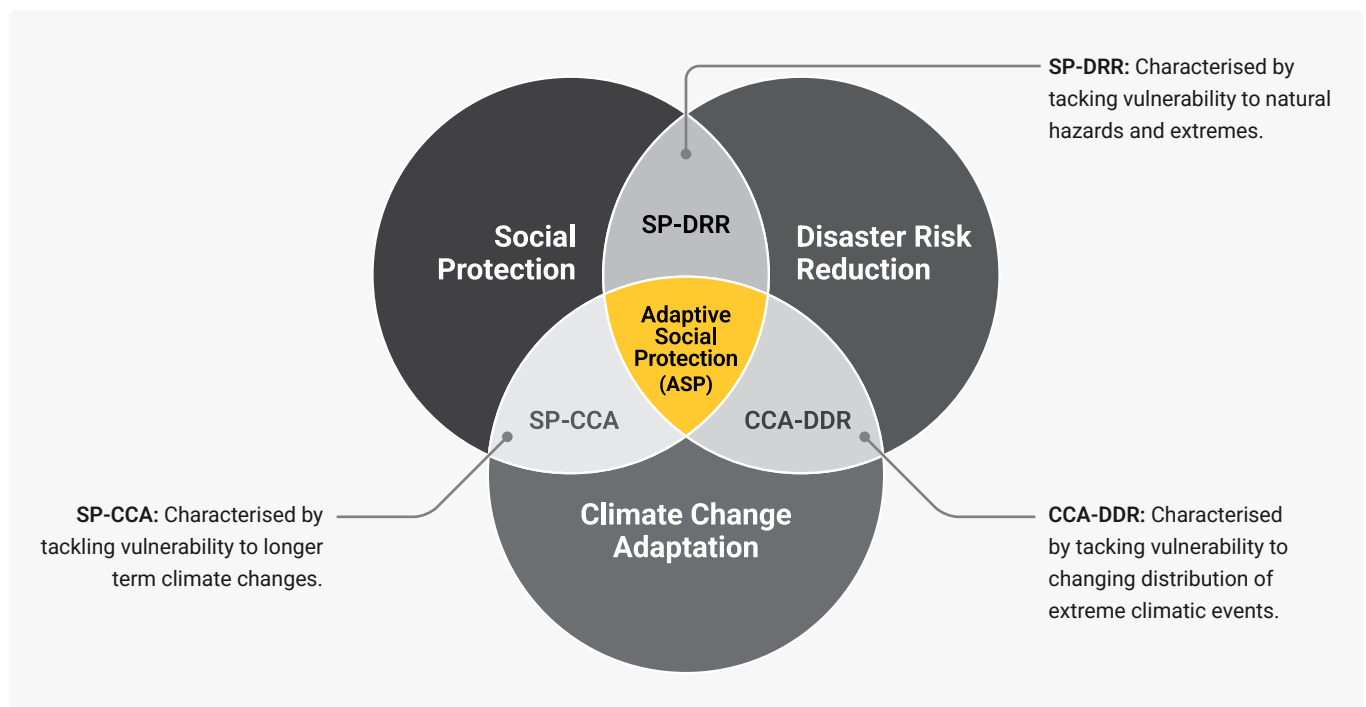 SP-DRR: Characterised by
tacking vulnerability to natural
hazards and extremes.
SP-DRR
Social
Protection
Disaster Risk
Reduction
Adaptive
Social
Protection
(ASP)
SP-CCA
CCA-DDR
Climate Change
Adaptation
SP-CCA: Characterised by
tackling vulnerability to longer
term climate changes.
CCA-DDR: Characterised
by tacking vulnerability to
changing distribution of
extreme climatic events.